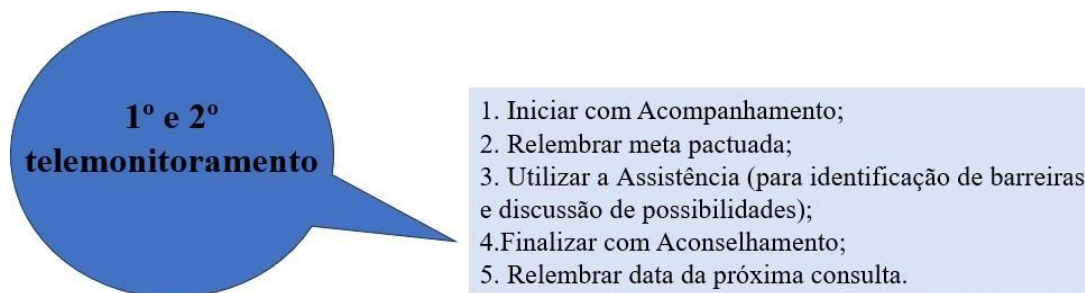 1º e 2º
telemonitoramento
1. Iniciar com Acompanhamento;
2. Relembrar meta pactuada;
3. Utilizar a Assistência (para identificação de barreiras
e discussão de possibilidades);
4.Finalizar com Aconselhamento;
5. Relembrar data da próxima consulta.